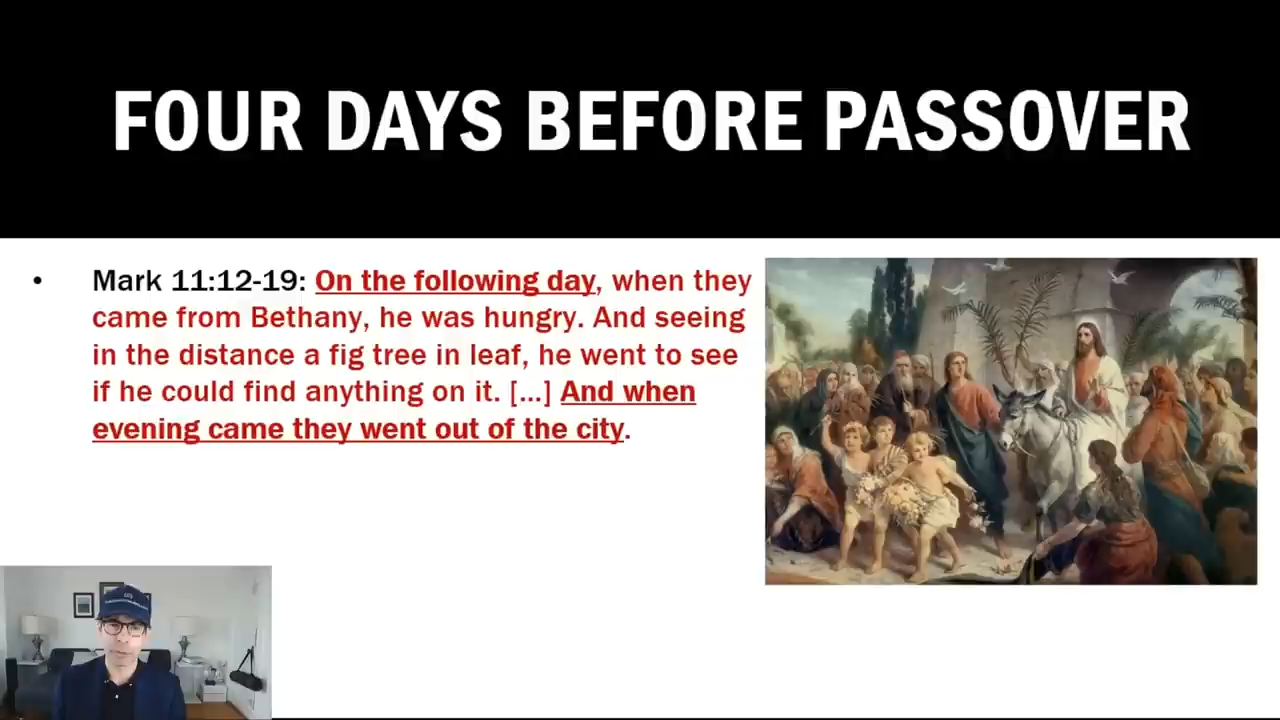 FOUR DAYS BEFORE PASSOVER
• Mark 11:12-19: On the following day, when they
came from Bethany, he was hungry. And seeing
in the distance a fig tree in leaf, he went to see
if he could find anything on it. [...] And when
evening came they went out of the city.